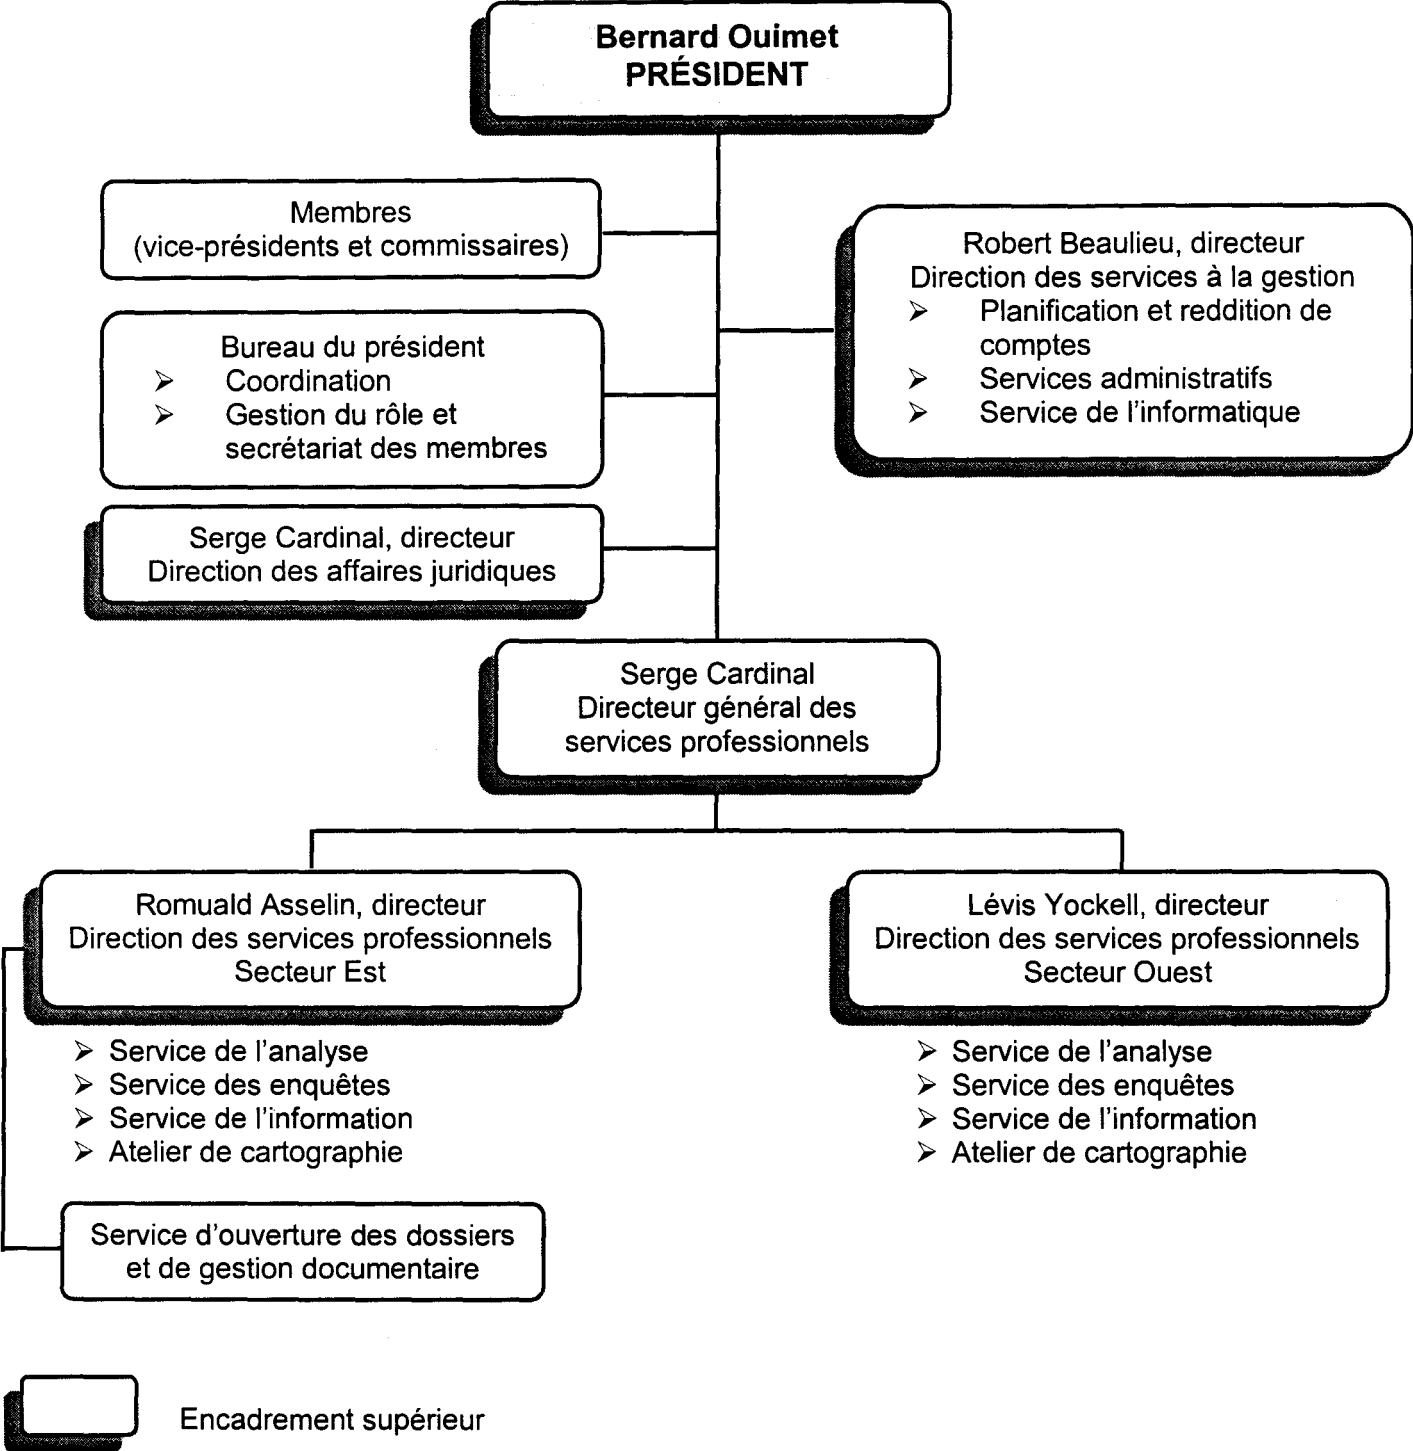 Bernard Ouimet
PRÉSIDENT
Membres
(vice-présidents et commissaires)
Robert Beaulieu, directeur
Direction des services à la gestion
➢ Planification et reddition de
comptes
➢ Services administratifs
➢ Service de l'informatique
Bureau du président
➢ Coordination
➢ Gestion du rôle et
secrétariat des membres
Serge Cardinal, directeur
Direction des affaires juridiques
Serge Cardinal
Directeur général des
services professionnels
Romuald Asselin, directeur
Direction des services professionnels
Secteur Est
➢ Service de l'analyse
➢ Service des enquêtes
➢ Service de l'information
➢ Atelier de cartographie
Service d'ouverture des dossiers
et de gestion documentaire
Lévis Yockell, directeur
Direction des services professionnels
Secteur Ouest
➢ Service de l'analyse
➢ Service des enquêtes
➢ Service de l'information
➢ Atelier de cartographie
Encadrement supérieur